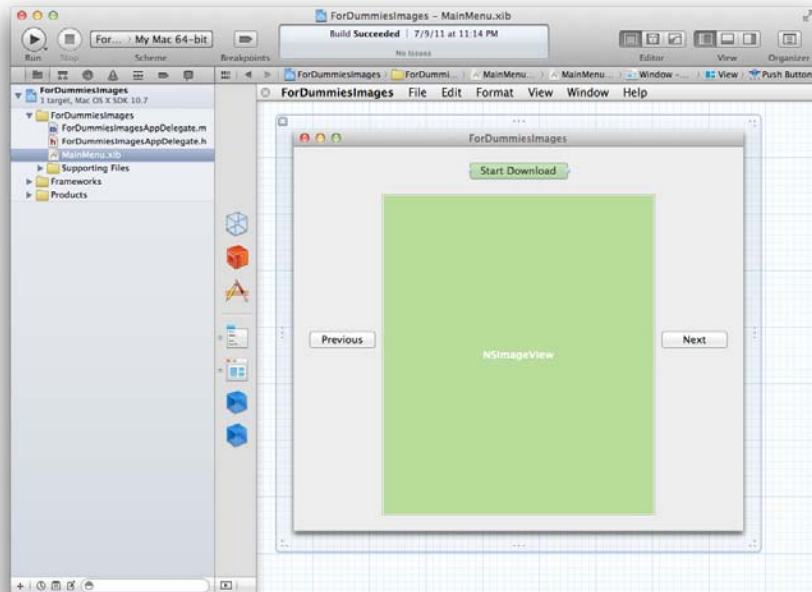 ForDummiesImages – MainMenu.xib
For... My Mac 64-bit
Build Succeeded | 7/9/11 at 11:14 PM
No Issues
Run Stop Scheme Breakpoints Editor View Organizer
ForDummiesImages ForDummi... MainMenu... MainMenu... Window -... View Push Button
ForDummiesImages
1 target, Mac OS X SDK 10.7
ForDummiesImages
ForDummiesImagesAppDelegate.m
ForDummiesImagesAppDelegate.h
MainMenu.xib
Supporting Files
Frameworks
Products
ForDummiesImages File Edit Format View Window Help
ForDummiesImages
Start Download
Previous
NSImageView
Next